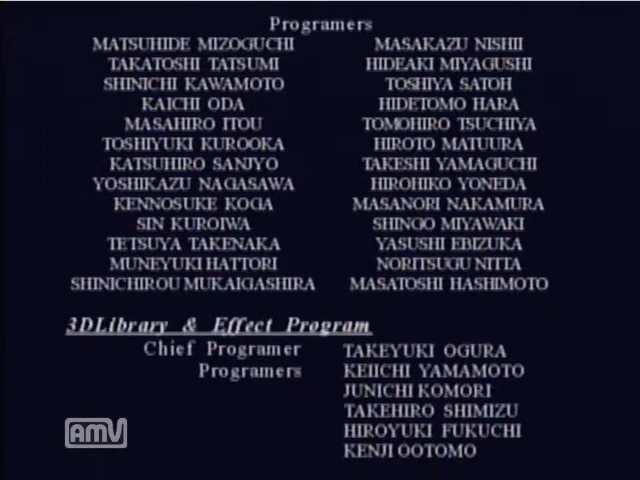 Programers
MATSUHIDE MIZOGUCHI MASAKAZU NISHII
TAKATOSHI TATSUMI HIDEAKI MIYAGUSHI
SHINICHI KAWAMOTO TOSHIYA SATOH
KAICHI ODA HIDETOMO HARA
MASAHIRO ITOU TOMOHIRO TSUCHIYA
TOSHIYUKI KUROOKA HIROTO MATUURA
KATSUHIRO SANJYO TAKESHI YAMAGUCHI
YOSHIKAZU NAGASAWA HIROHIKO YONEDA
KENNOSUKE KOGA MASANORI NAKAMURA
SIN KUROIWA SHINGO MIYAWAKI
TETSUYA TAKENAKA YASUSHI EBIZUKA
MUNEYUKI HATTORI NORITSUGU NITTA
SHINICHIROU MUKAIGASHIRA MASATOSHI HASHIMOTO
3DLibrary & Effect Program
Chief Programer TAKEYUKI OGURA
Programers KEIICHI YAMAMOTO
JUNICHI KOMORI
TAKEHIRO SHIMIZU
HIROYUKI FUKUCHI
KENJI OOTOMO
AMV